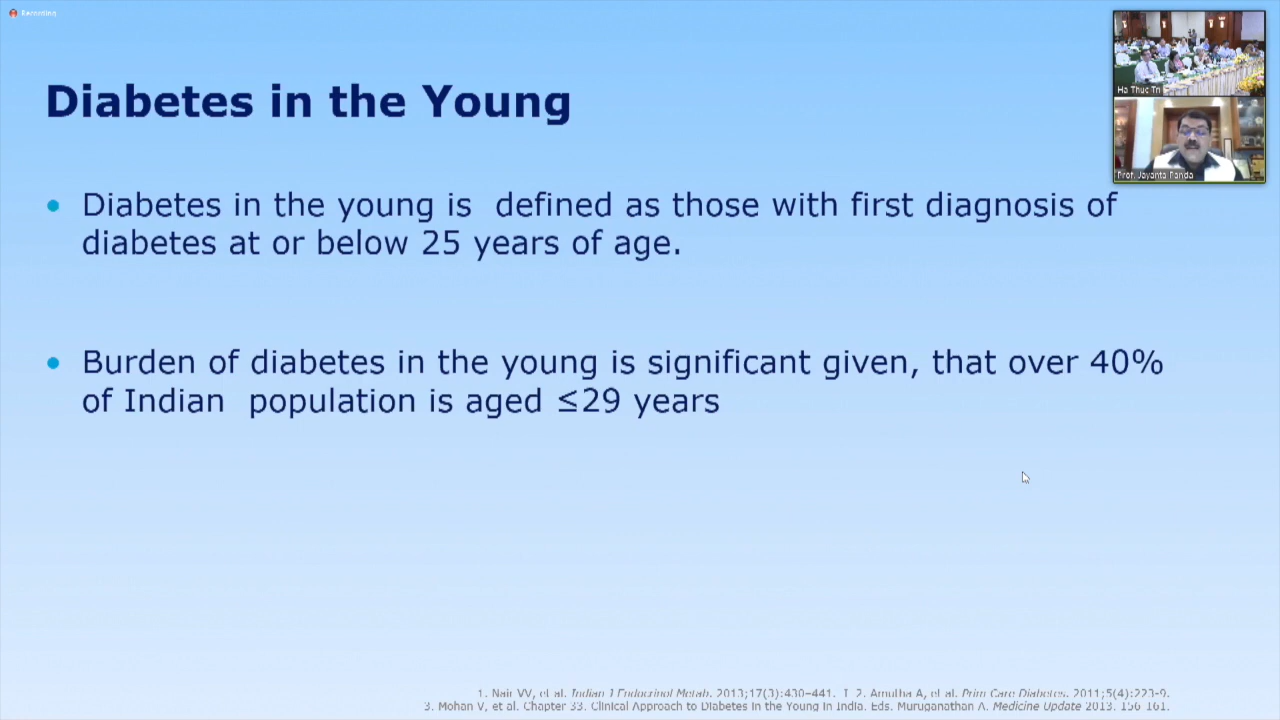 Recording
Diabetes in the Young
Ha Thuc Tri
Prof. Jayanta Panda
• Diabetes in the young is  defined as those with first diagnosis of
diabetes at or below 25 years of age.
• Burden of diabetes in the young is significant given, that over 40%
of Indian  population is aged ≤29 years
1. Nair VV, et al. Indian J Endocrinol Metab. 2013;17(3):430–441. I 2. Amutha A, et al. Prim Care Diabetes. 2011;5(4):223-9.
3. Mohan V, et al. Chapter 33. Clinical Approach to Diabetes in the Young in India. Eds. Muruganathan A. Medicine Update 2013. 156-161.